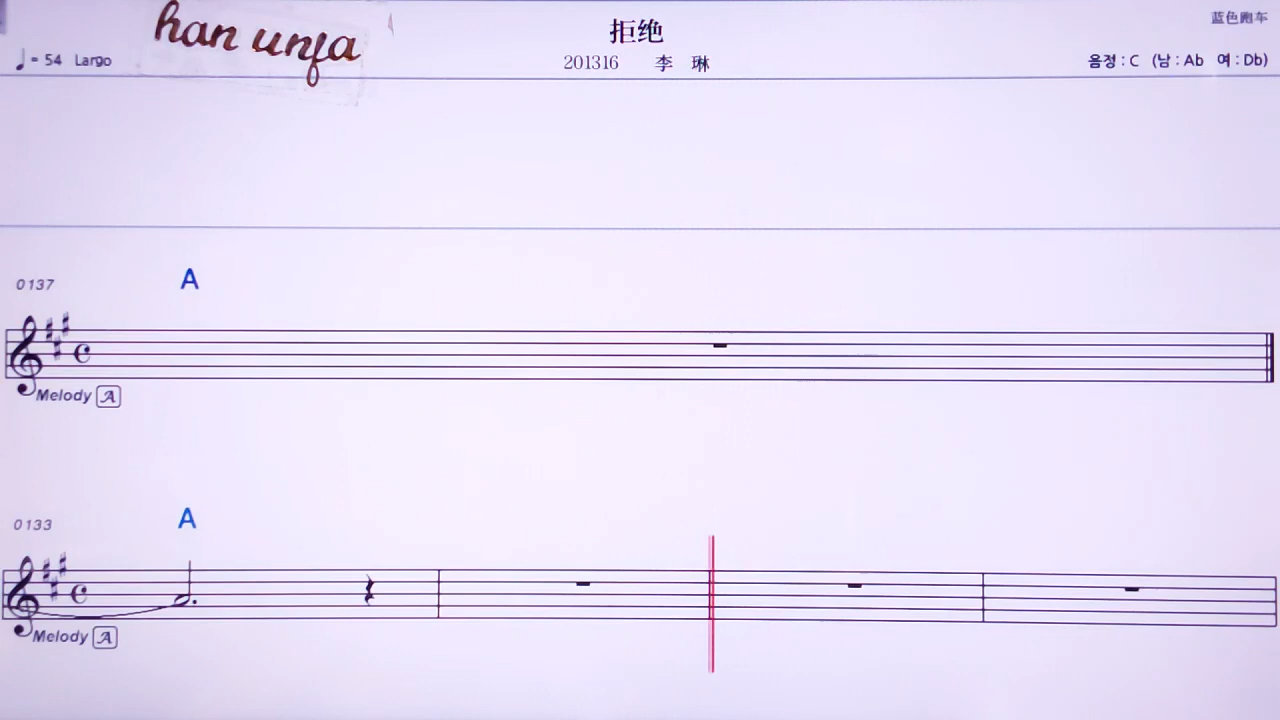 han unfa
拒绝
蓝色跑车
♩= 54 Largo
201316 李 琳
음정 : C (남 : Ab 여 : Db)
0137 A
Melody A
0133 A
Melody A